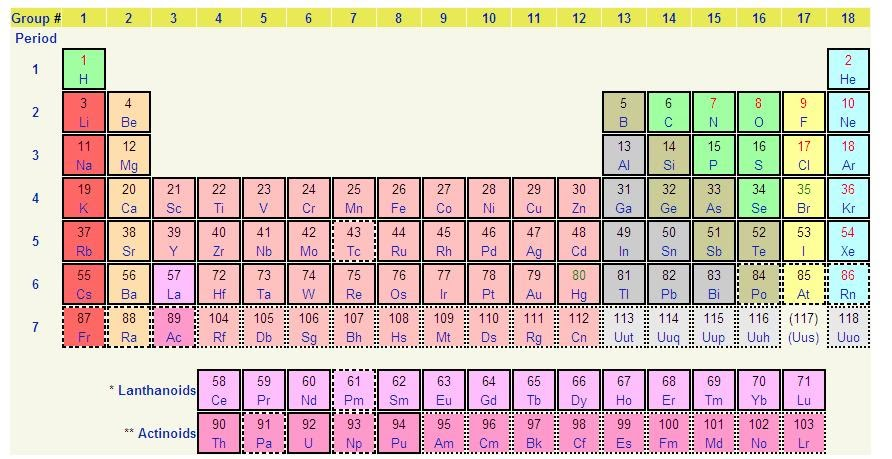 Group # 1 2 3 4 5 6 7 8 9 10 11 12 13 14 15 16 17 18
Period
1 1 2
H He
2 3 4 5 6 7 8 9 10
Li Be B C N O F Ne
3 11 12 13 14 15 16 17 18
Na Mg Al Si P S Cl Ar
4 19 20 21 22 23 24 25 26 27 28 29 30 31 32 33 34 35 36
K Ca Sc Ti V Cr Mn Fe Co Ni Cu Zn Ga Ge As Se Br Kr
5 37 38 39 40 41 42 43 44 45 46 47 48 49 50 51 52 53 54
Rb Sr Y Zr Nb Mo Tc Ru Rh Pd Ag Cd In Sn Sb Te I Xe
6 55 56 57 72 73 74 75 76 77 78 79 80 81 82 83 84 85 86
Cs Ba La Hf Ta W Re Os Ir Pt Au Hg Tl Pb Bi Po At Rn
7 87 88 89 104 105 106 107 108 109 110 111 112 113 114 115 116 (117) 118
Fr Ra Ac Rf Db Sg Bh Hs Mt Ds Rg Cn Uut Uuq Uup Uuh (Uus) Uuo
* Lanthanoids 58 59 60 61 62 63 64 65 66 67 68 69 70 71
Ce Pr Nd Pm Sm Eu Gd Tb Dy Ho Er Tm Yb Lu
** Actinoids 90 91 92 93 94 95 96 97 98 99 100 101 102 103
Th Pa U Np Pu Am Cm Bk Cf Es Fm Md No Lr